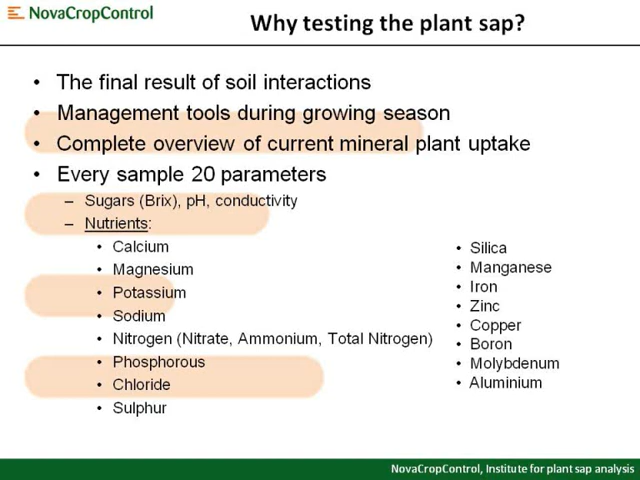 NovaCropControl
Why testing the plant sap?
• The final result of soil interactions
• Management tools during growing season
• Complete overview of current mineral plant uptake
• Every sample 20 parameters
– Sugars (Brix), pH, conductivity
– Nutrients:
• Calcium
• Magnesium
• Potassium
• Sodium
• Nitrogen (Nitrate, Ammonium, Total Nitrogen)
• Phosphorous
• Chloride
• Sulphur
• Silica
• Manganese
• Iron
• Zinc
• Copper
• Boron
• Molybdenum
• Aluminium
NovaCropControl, Institute for plant sap analysis